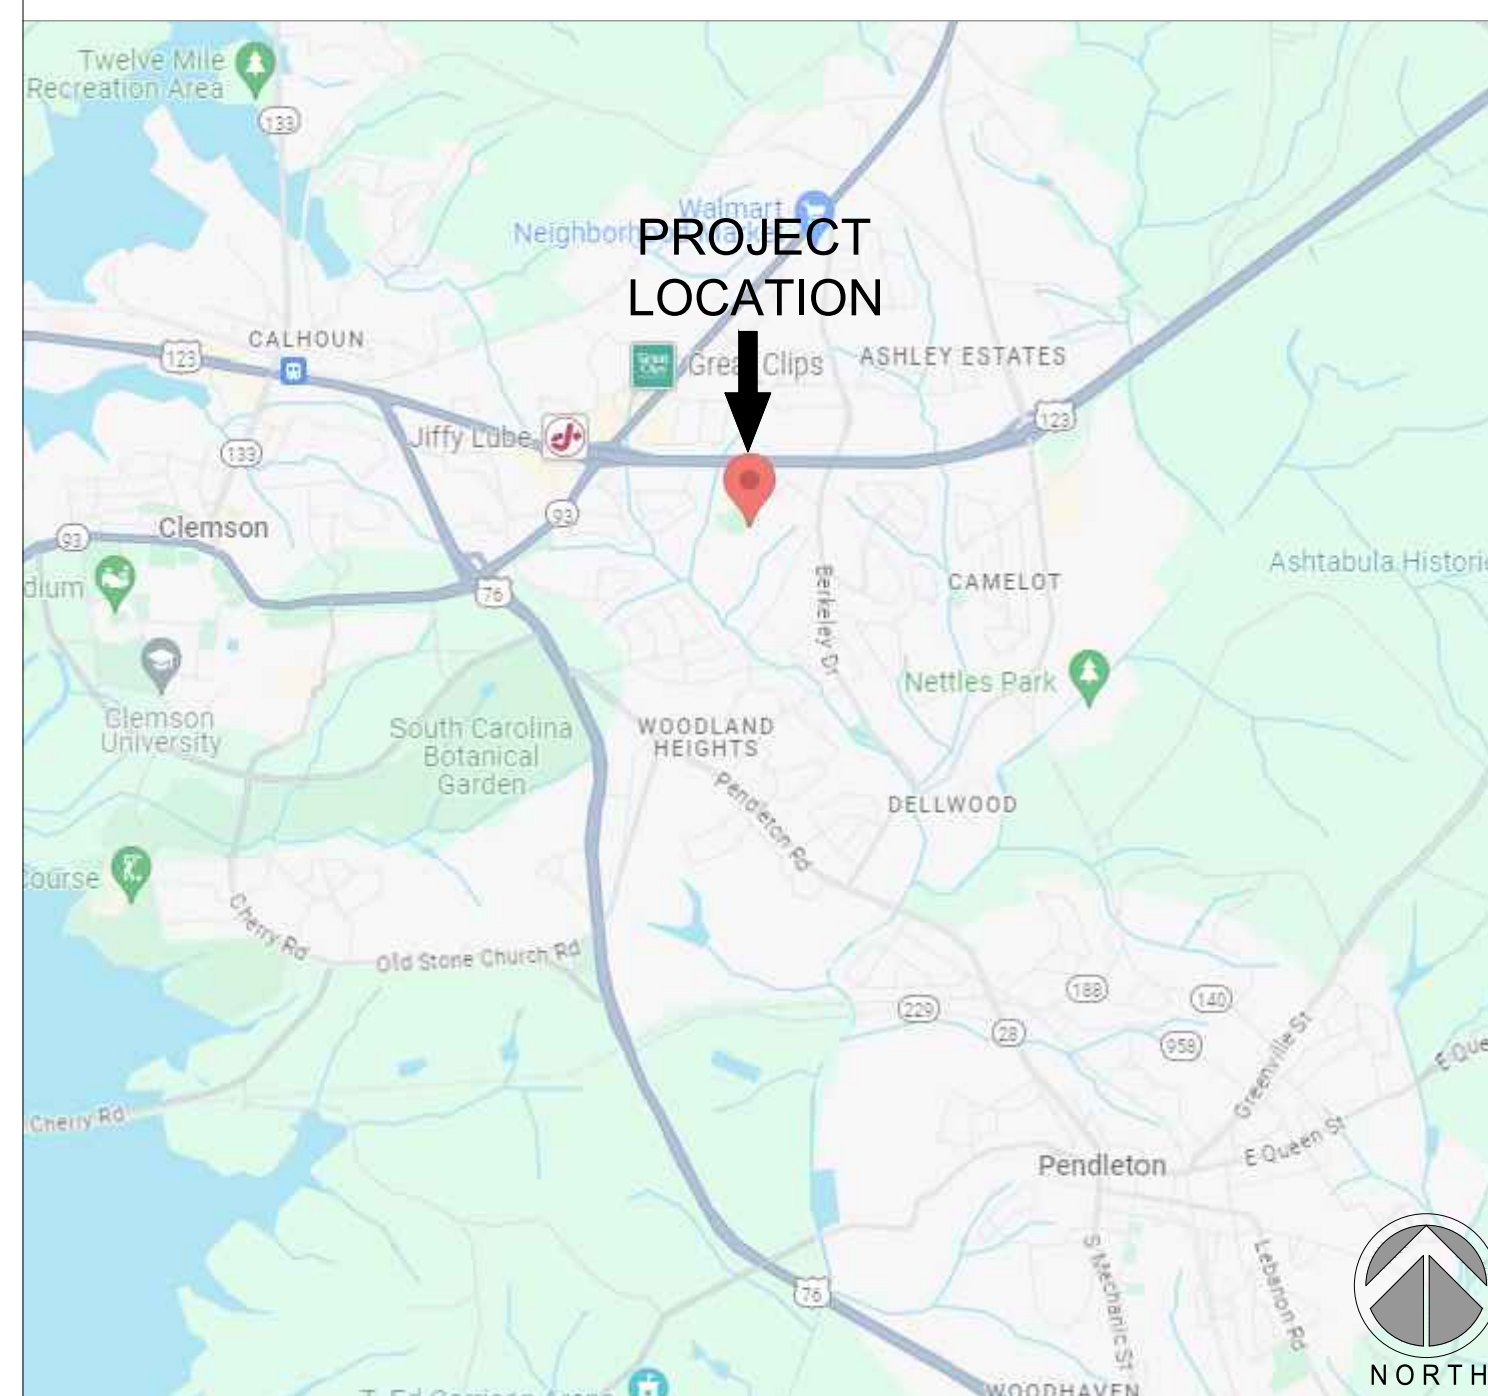 Twelve Mile
Recreation Area
133
Walmart
PROJECT
LOCATION
CALHOUN
123
Great Clips
ASHLEY ESTATES
123
Jiffy Lube
133
93
Clemson
93
dium
76
Berkeley Dr
CAMELOT
Ashtabula Histori
Nettles Park
Clemson
University
South Carolina
Botanical
Garden
WOODLAND
HEIGHTS
Pendleton Rd
DELLWOOD
Course
Cherry Rd
Old Stone Church Rd
188
140
229
28
958
Greenville St
E Que
Cherry Rd
Pendleton
E Queen St
S Mechanic St
Lebanon Rd
76
NORTH
WOODHAVEN